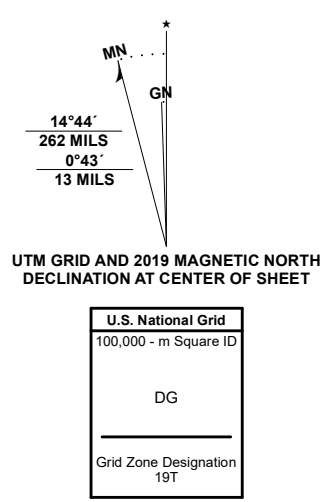 ★
MN
GN
14°44´
262 MILS
0°43´
13 MILS
UTM GRID AND 2019 MAGNETIC NORTH
DECLINATION AT CENTER OF SHEET
U.S. National Grid
100,000 - m Square ID
DG
Grid Zone Designation
19T